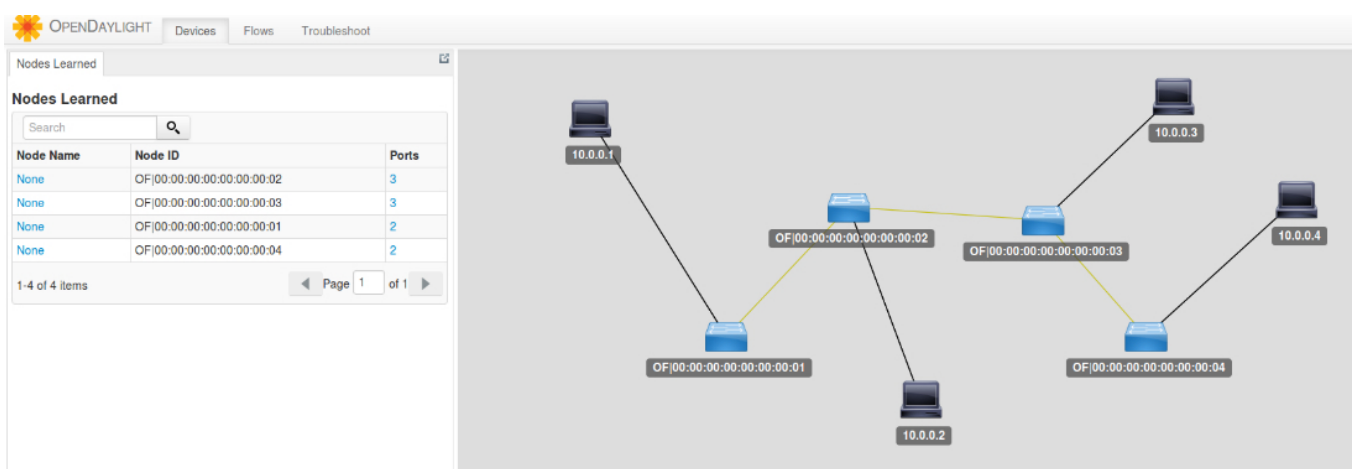 OPENDAYLIGHT Devices Flows Troubleshoot
Nodes Learned
Nodes Learned
Search
Node Name Node ID Ports
None OF|00:00:00:00:00:00:00:02 3
None OF|00:00:00:00:00:00:00:03 3
None OF|00:00:00:00:00:00:00:01 2
None OF|00:00:00:00:00:00:00:04 2
1-4 of 4 items Page 1 of 1
10.0.0.3
10.0.0.1
OF|00:00:00:00:00:00:00:02
10.0.0.4
OF|00:00:00:00:00:00:00:03
OF|00:00:00:00:00:00:00:01
OF|00:00:00:00:00:00:00:04
10.0.0.2